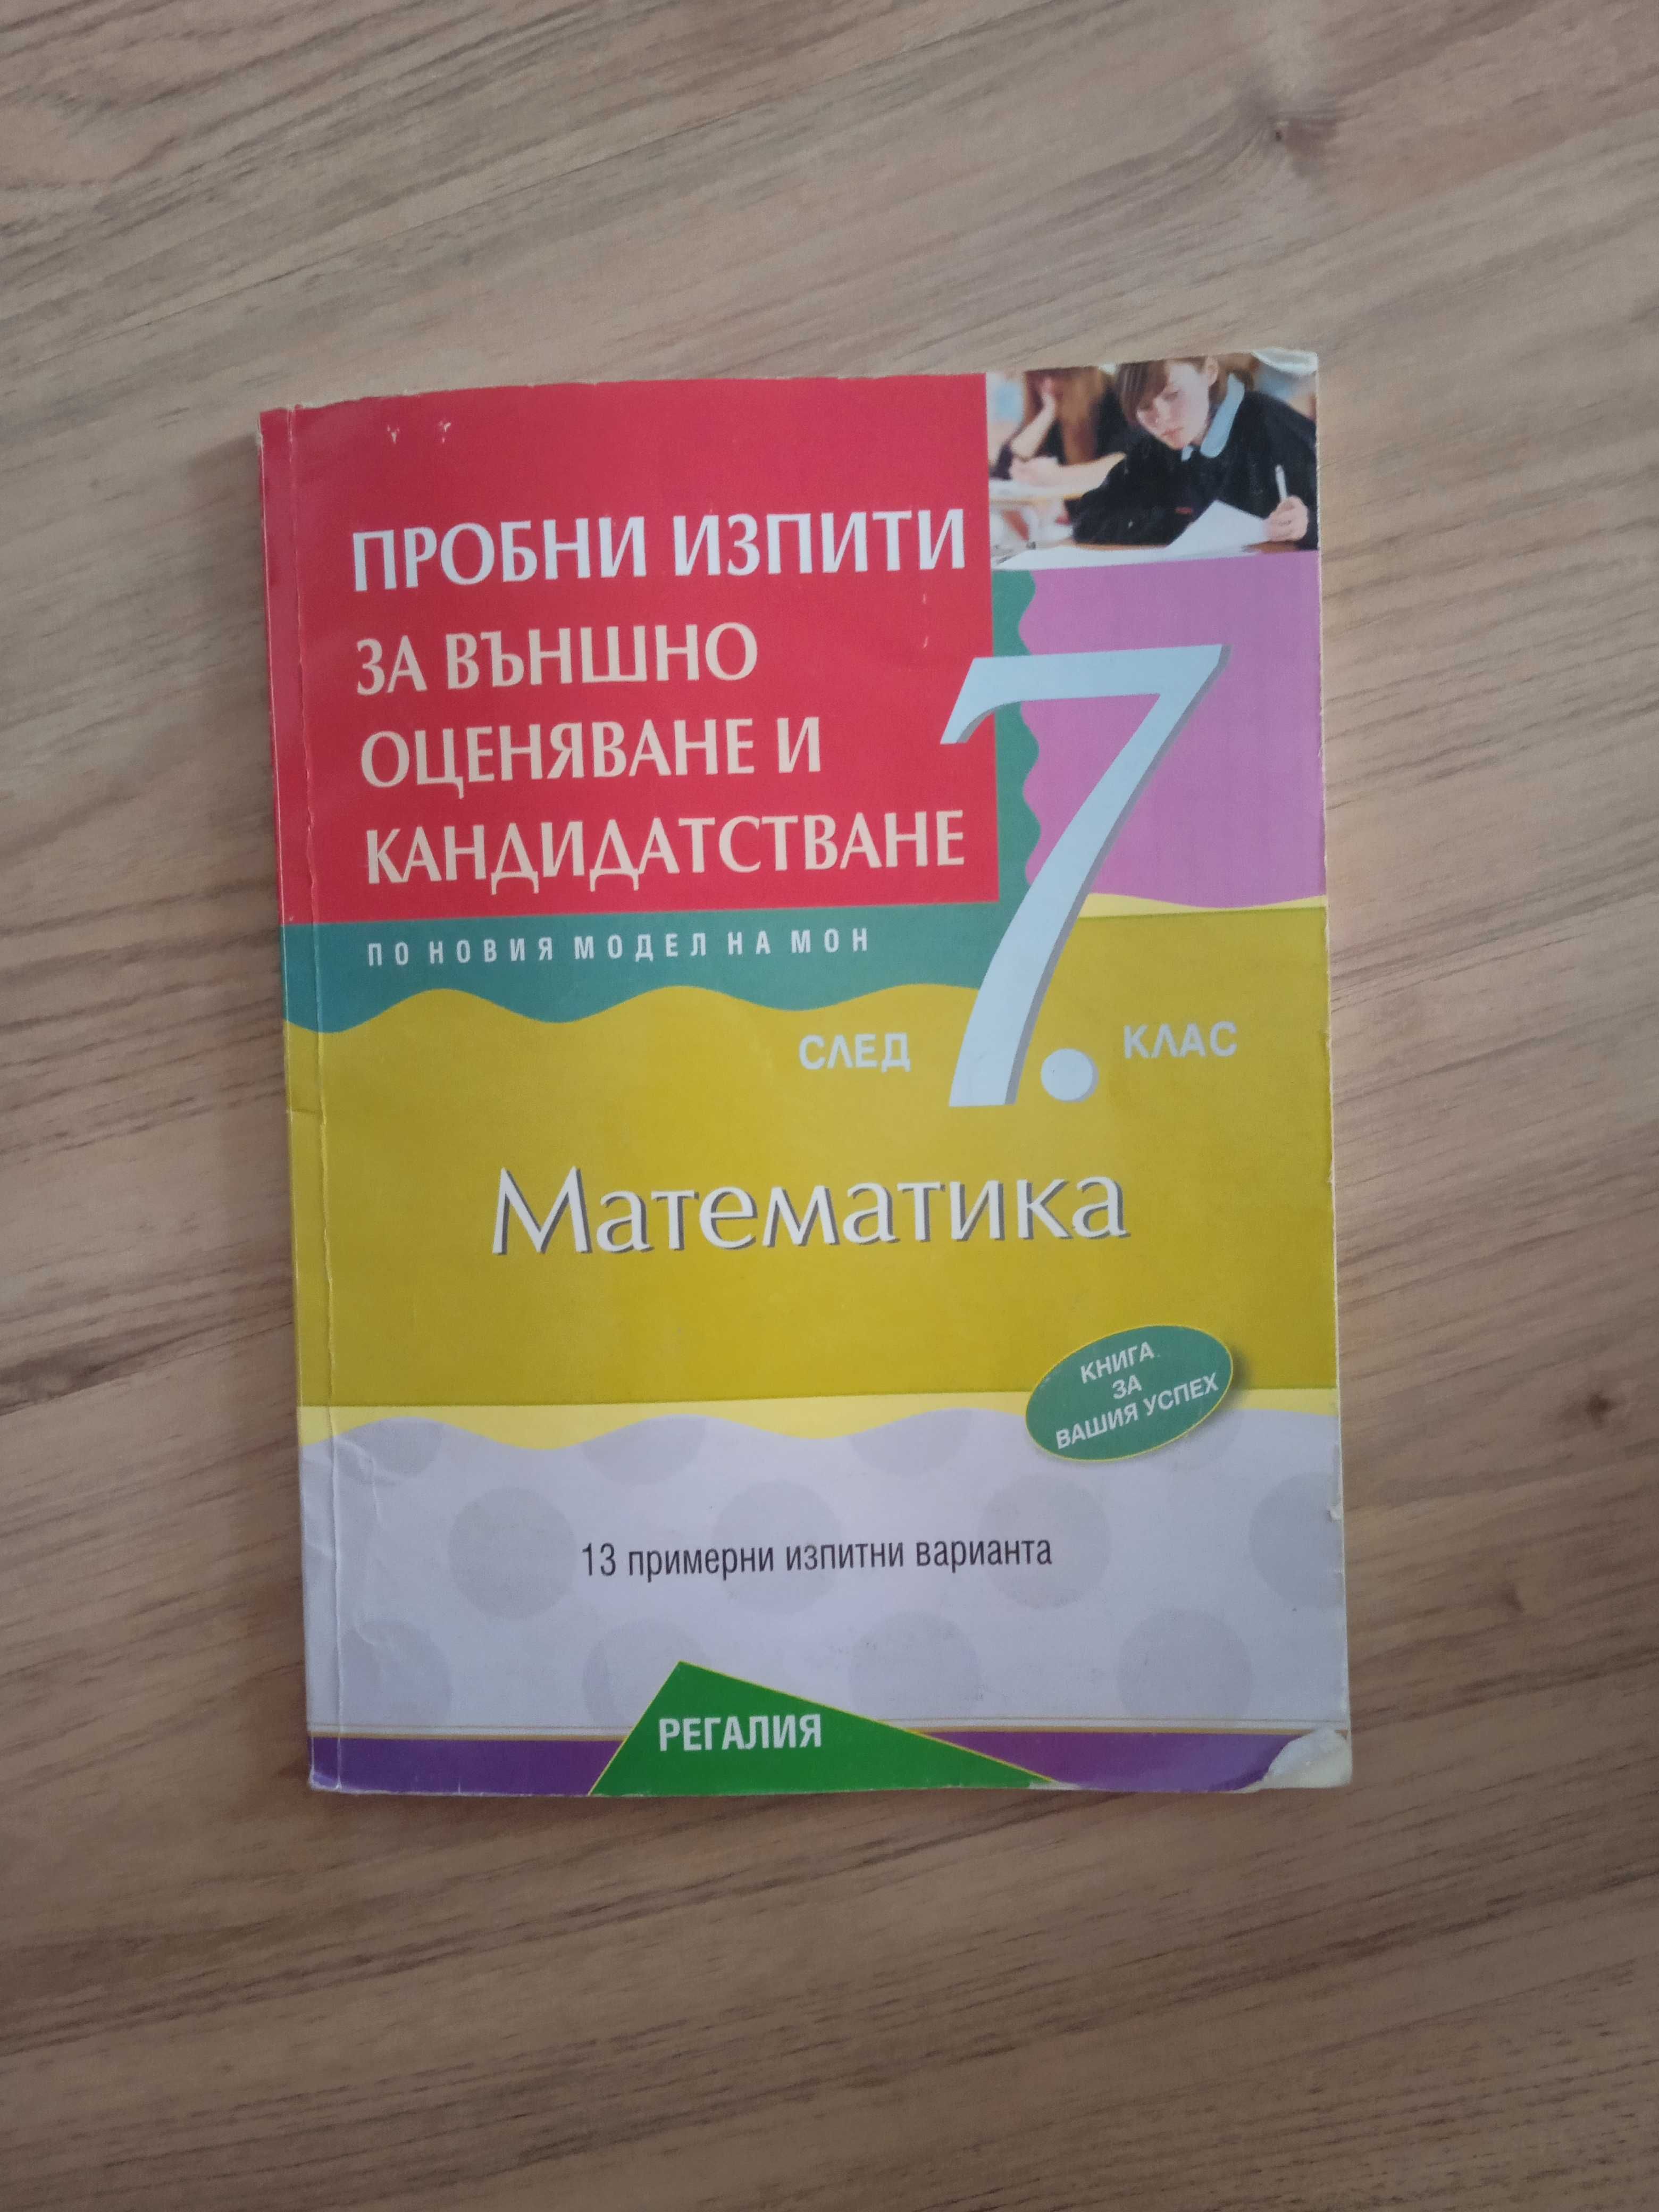 ПРОБНИ ИЗПИТИ
ЗА ВЪНШНО
ОЦЕНЯВАНЕ И
КАНДИДАТСТВАНЕ
ПО НОВИЯ МОДЕЛ НА МОН
СЛЕД 7. КЛАС
Математика
КНИГА
ЗА
ВАШИЯ УСПЕХ
13 примерни изпитни варианта
РЕГАЛИЯ